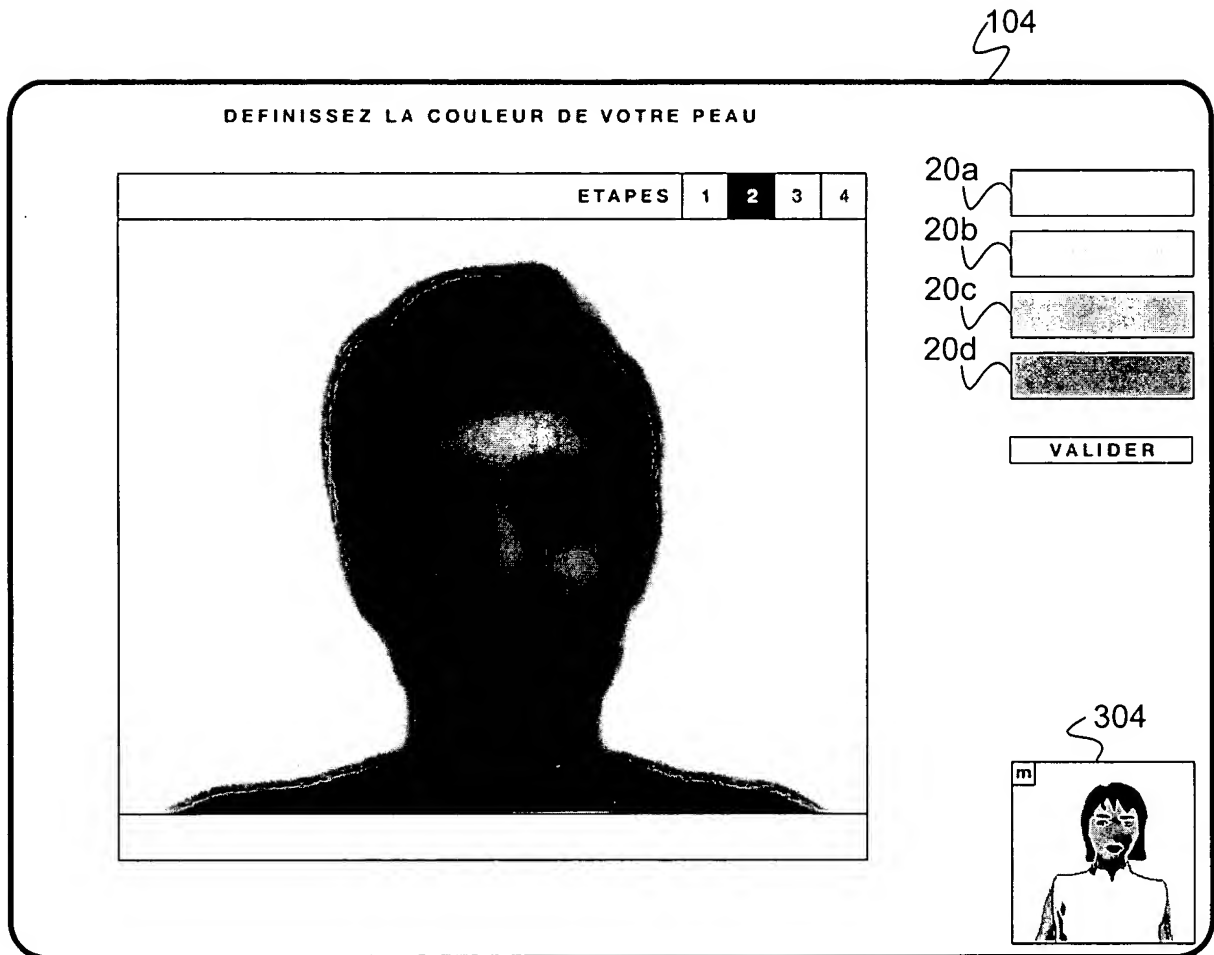 104
DEFINISSEZ LA COULEUR DE VOTRE PEAU
ETAPES 1 2 3 4
20a
20b
20c
20d
VALIDER
304
m